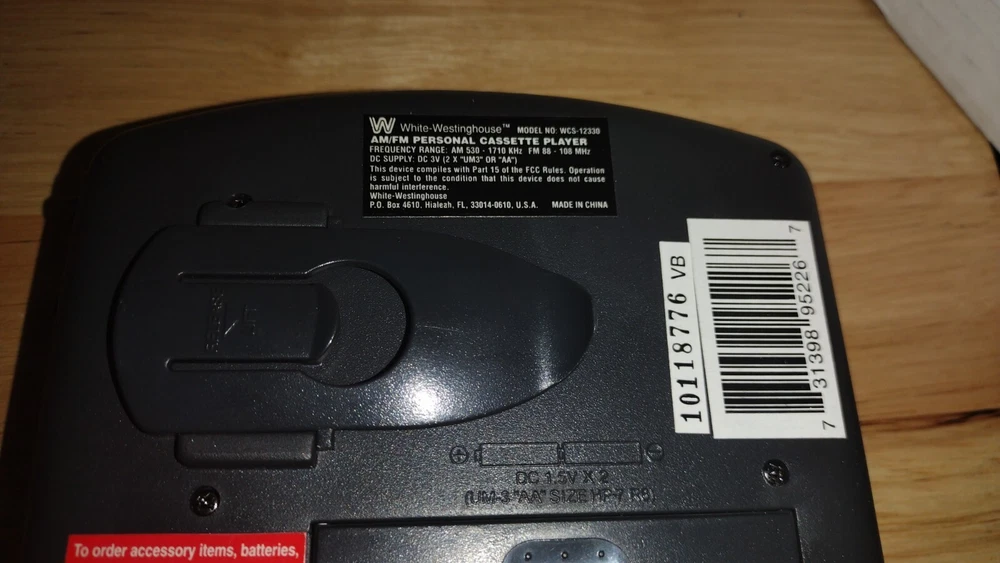 White-Westinghouse™ MODEL NO: WCS-12330
AM/FM PERSONAL CASSETTE PLAYER
FREQUENCY RANGE: AM 530 - 1710 KHz FM 88 - 108 MHz
DC SUPPLY: DC 3V (2 X "UM3" OR "AA")
This device complies with Part 15 of the FCC Rules. Operation
is subject to the condition that this device does not cause
harmful interference.
White-Westinghouse
P.O. Box 4610, Hialeah, FL, 33014-0610, U.S.A. MADE IN CHINA
10118776 VB
7 31398 95226 7
DC 1.5V X 2
(UM-3 "AA" SIZE HP-7 R6)
To order accessory items, batteries,